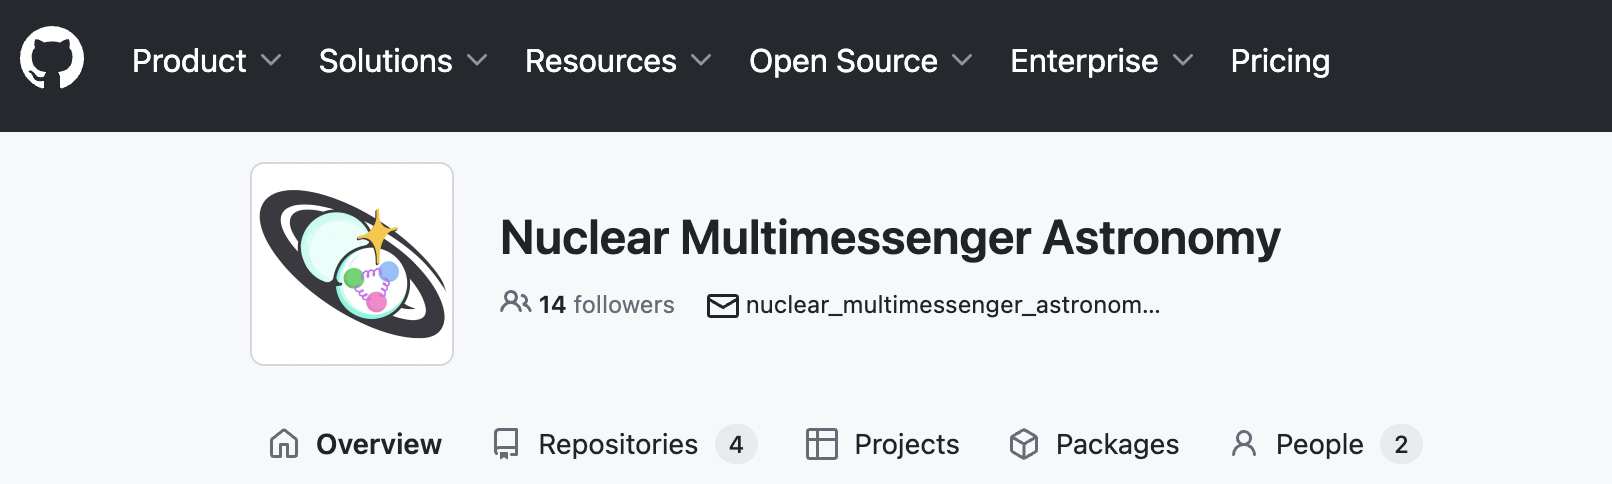 Product Solutions Resources Open Source Enterprise Pricing
Nuclear Multimessenger Astronomy
14 followers nuclear_multimessenger_astronom...
Overview Repositories 4 Projects Packages People 2